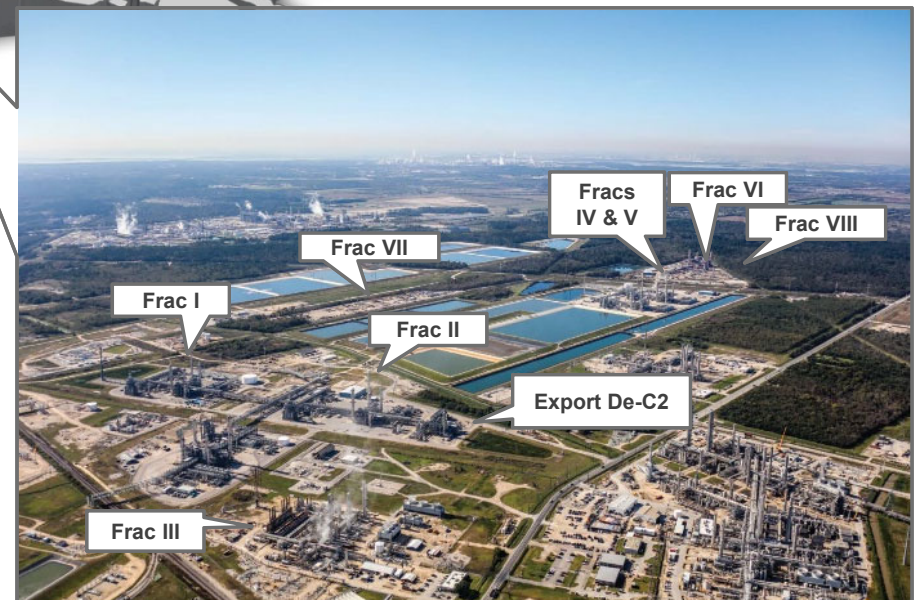 Fracs
IV & V
Frac VI
Frac VIII
Frac VII
Frac I
Frac II
Export De-C2
Frac III